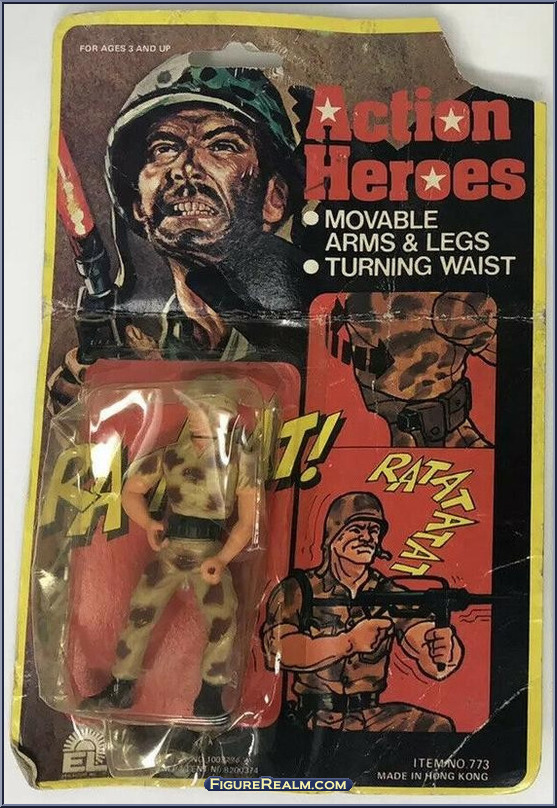 FOR AGES 3 AND UP
Action
Heroes
MOVABLE
ARMS & LEGS
TURNING WAIST
RATATATAT
EL
ITEM NO. 773
MADE IN HONG KONG
FIGUREREALM.COM